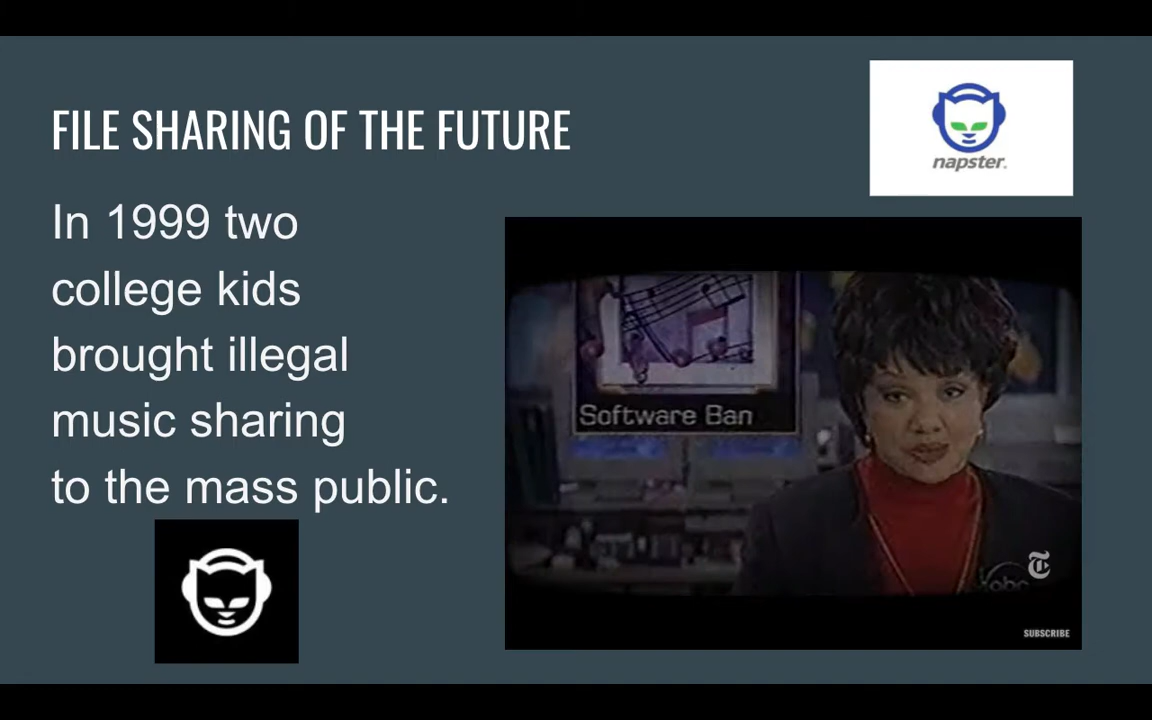 FILE SHARING OF THE FUTURE
napster.
In 1999 two
college kids
brought illegal
music sharing
to the mass public.
Software Ban
T
SUBSCRIBE